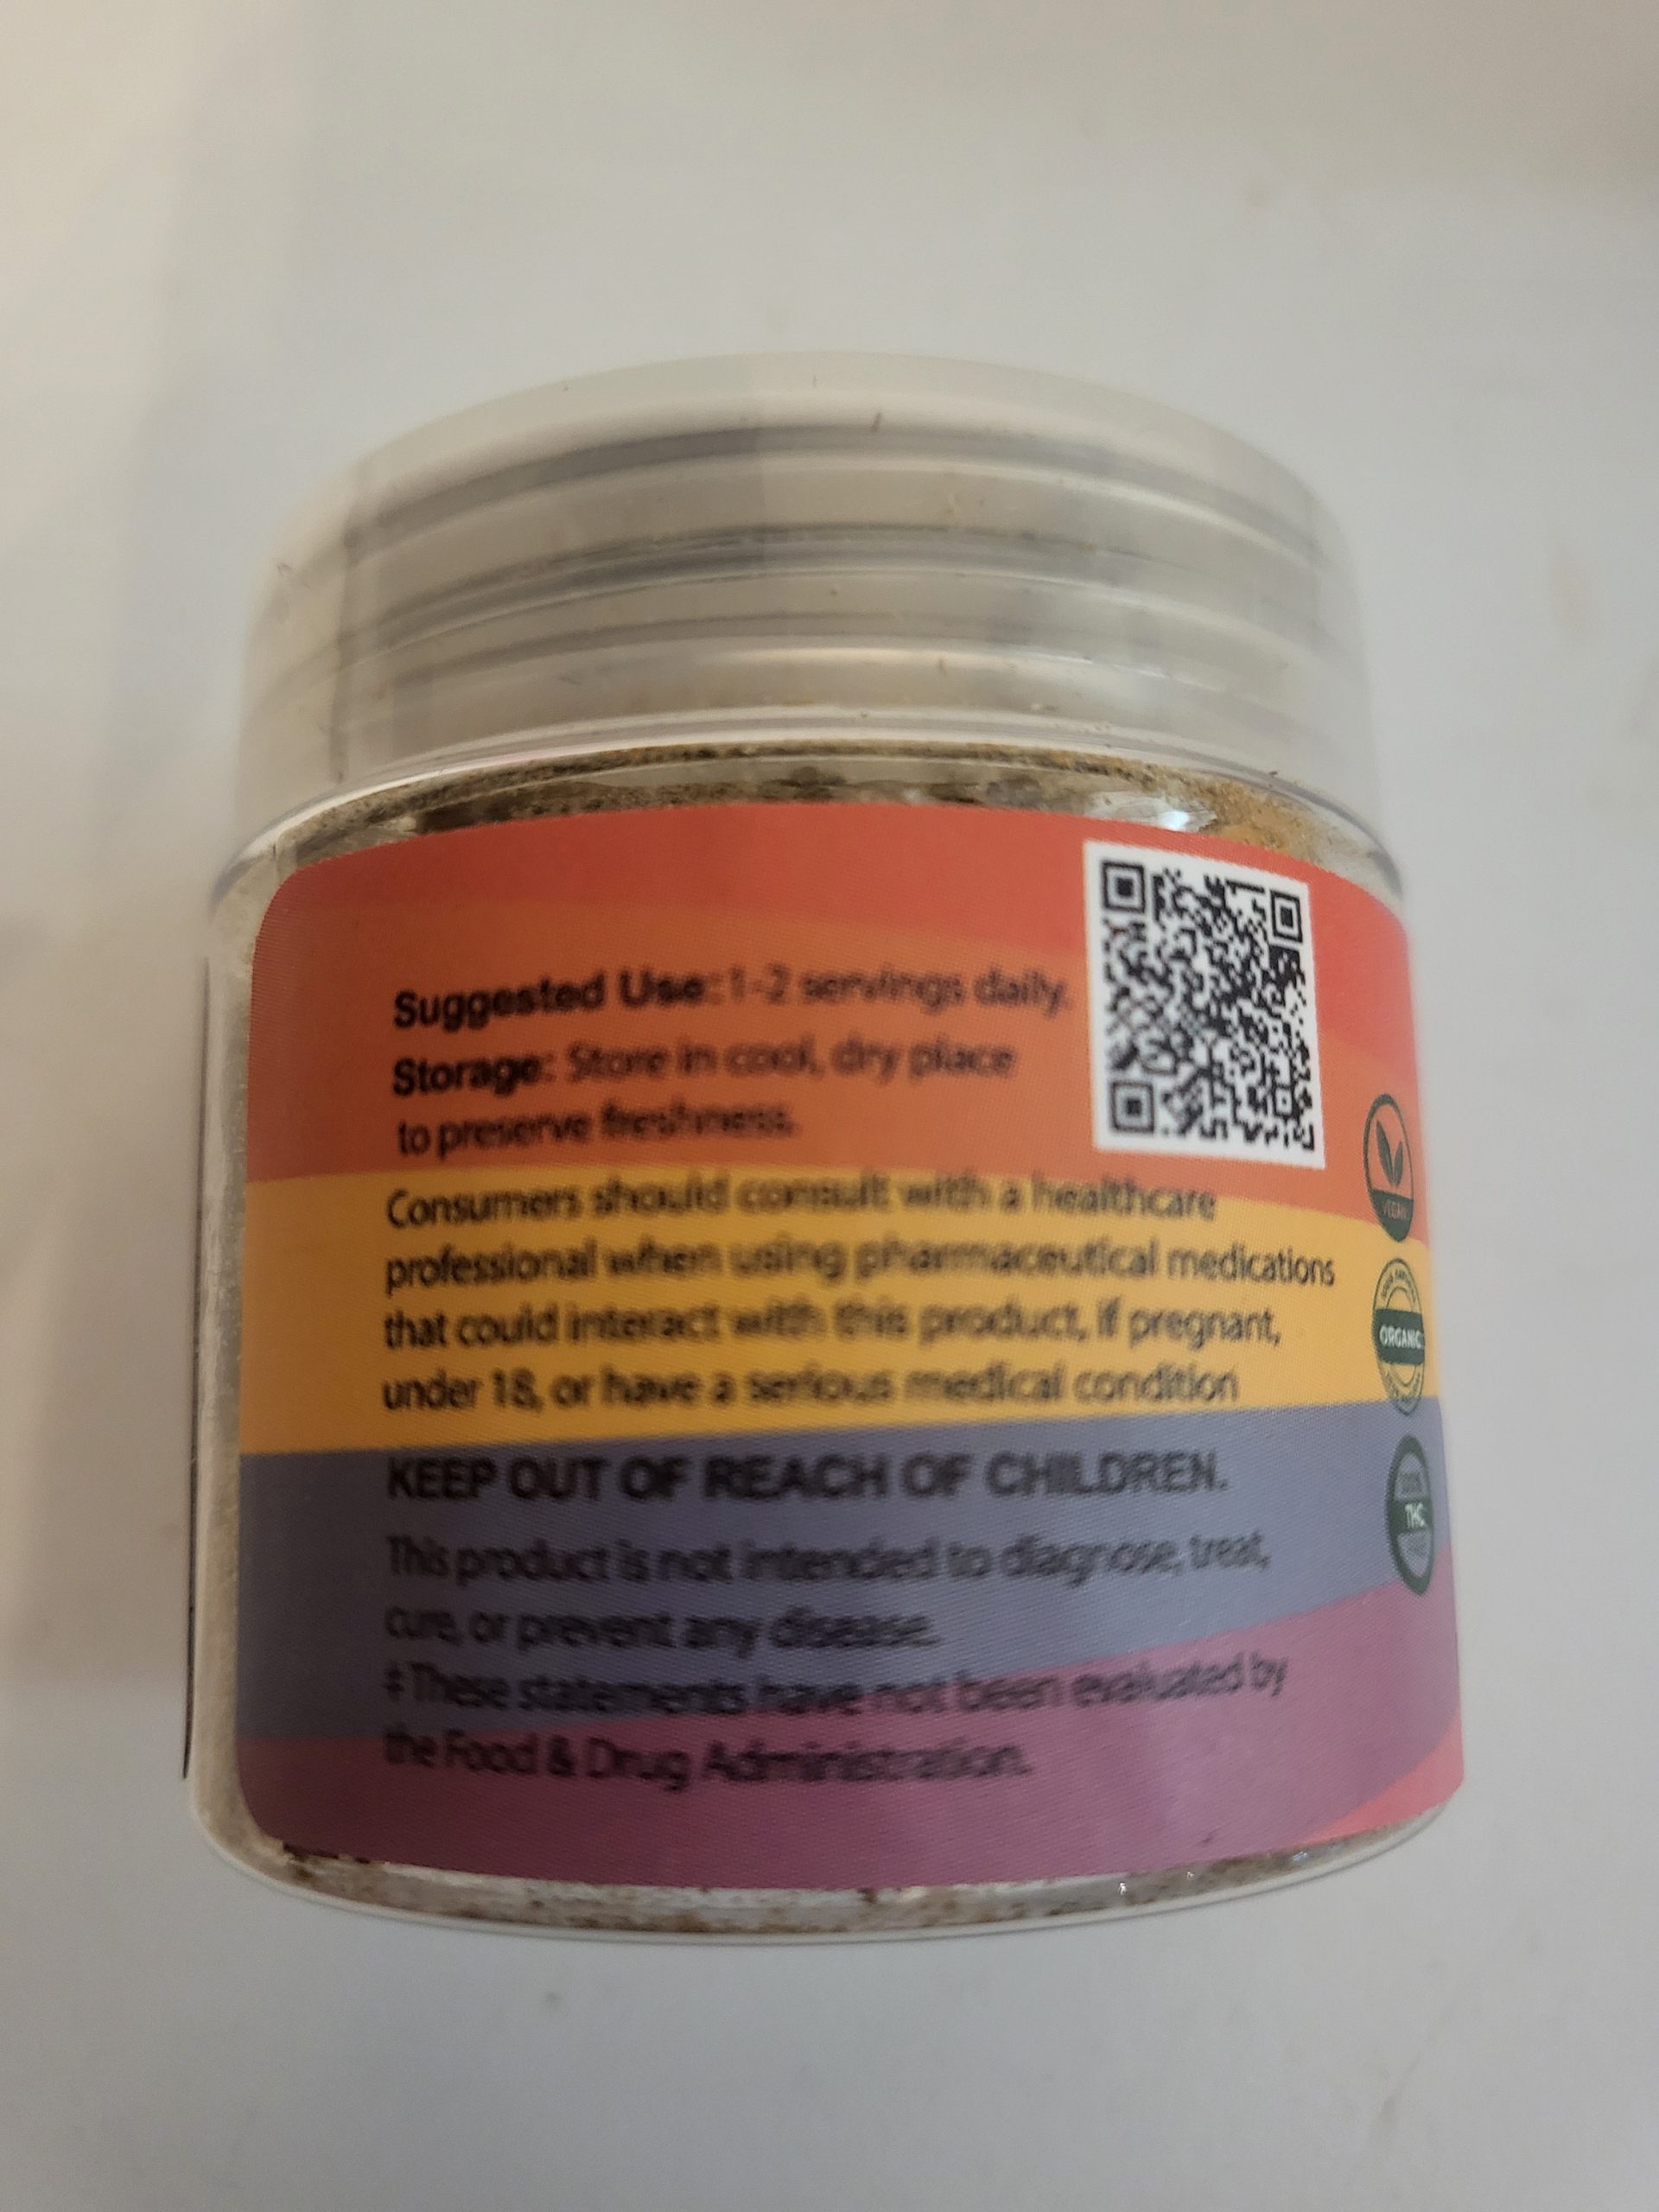 Suggested Use: 1-2 servings daily.
Storage: Store in cool, dry place
to preserve freshness.
Consumers should consult with a healthcare
professional when using pharmaceutical medications
that could interact with this product, if pregnant,
under 18, or have a serious medical condition
KEEP OUT OF REACH OF CHILDREN.
This product is not intended to diagnose, treat,
cure, or prevent any disease.
‡ These statements have not been evaluated by
the Food & Drug Administration.
VEGAN
ORGANIC
THC